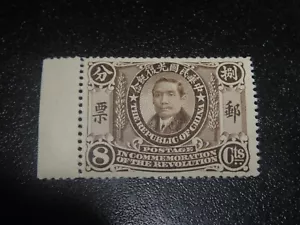 中華民國光復紀念
分
捌
票
郵
THE REPUBLIC OF CHINA
POSTAGE
8
IN COMMEMORATION
OF THE REVOLUTION
Cts